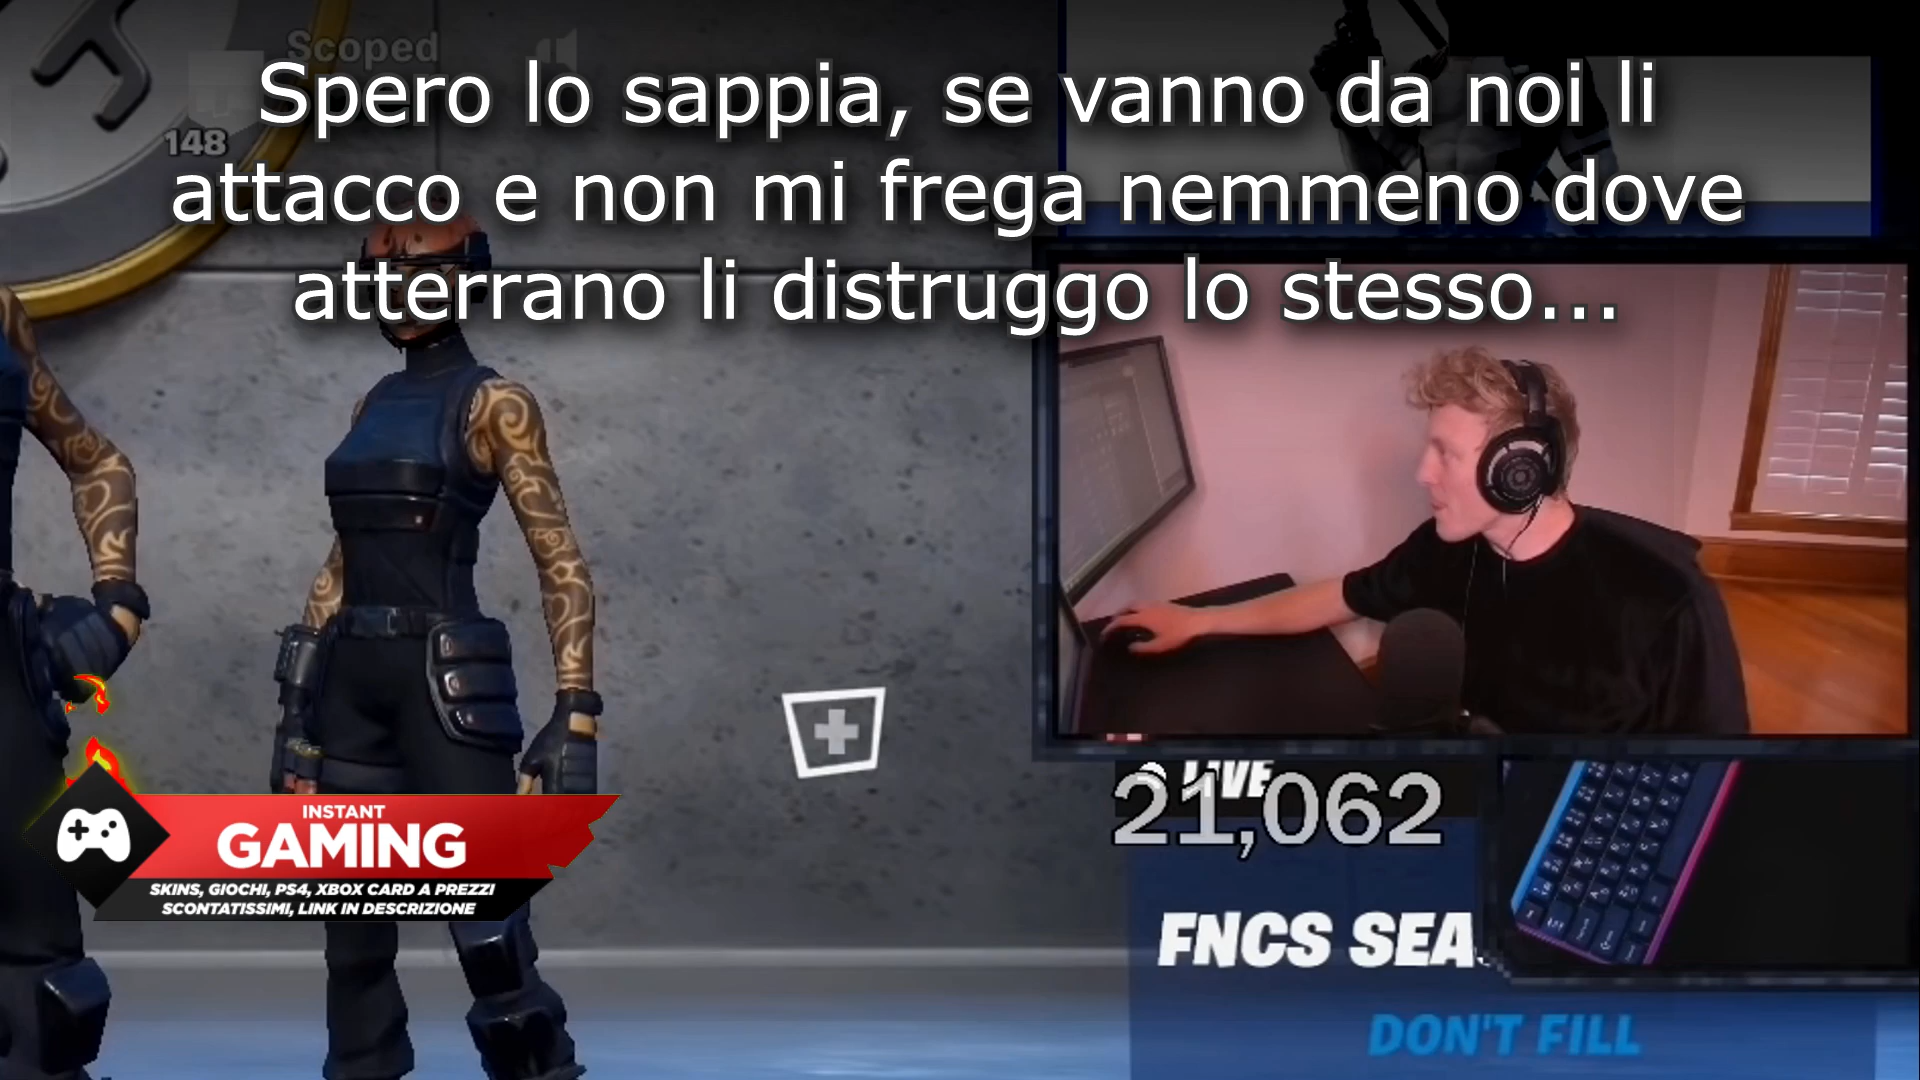 Scoped
148
Spero lo sappia, se vanno da noi li
attacco e non mi frega nemmeno dove
atterrano li distruggo lo stesso...
INSTANT
GAMING
SKINS, GIOCHI, PS4, XBOX CARD A PREZZI
SCONTATISSIMI, LINK IN DESCRIZIONE
LIVE
21,062
FNCS SEA
DON'T FILL